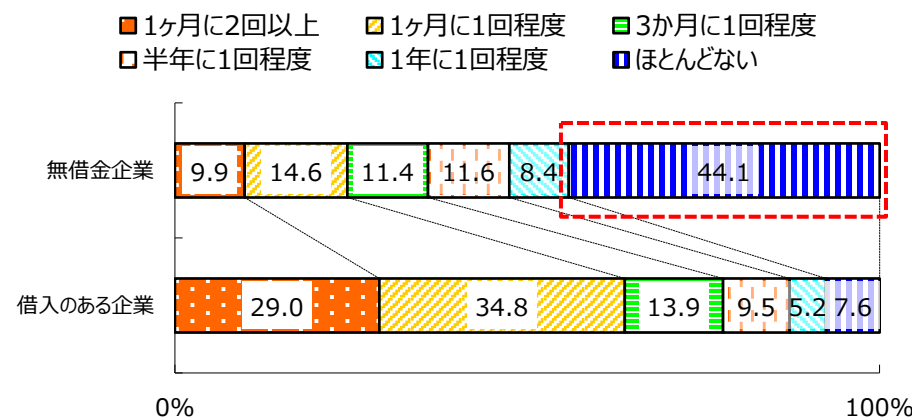 1ヶ月に2回以上 1ヶ月に1回程度 3か月に1回程度
半年に1回程度 1年に1回程度 ほとんどない
無借金企業 9.9 14.6 11.4 11.6 8.4 44.1
借入のある企業 29.0 34.8 13.9 9.5 5.2 7.6
0% 100%